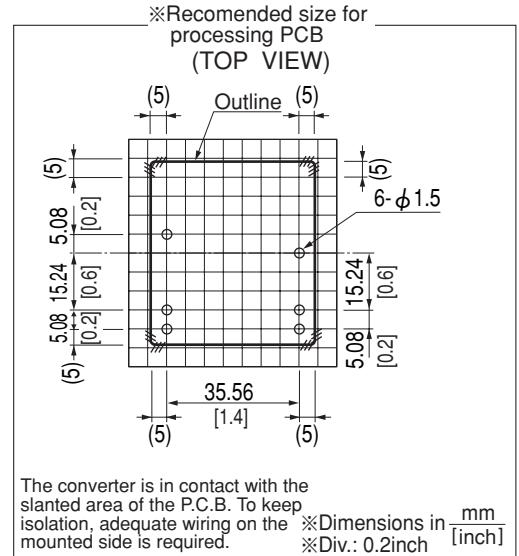 ※Recomended size for
processing PCB
(TOP VIEW)
(5) (5)
Outline
(5) (5)
6-ϕ1.5
5.08
[0.2]
15.24
[0.6]
15.24
[0.6]
5.08
[0.2]
5.08
[0.2]
(5)
35.56
[1.4]
(5) (5)
The converter is in contact with the
slanted area of the P.C.B. To keep
isolation, adequate wiring on the
mounted side is required.
※Dimensions in mm
[inch]
※Div.: 0.2inch